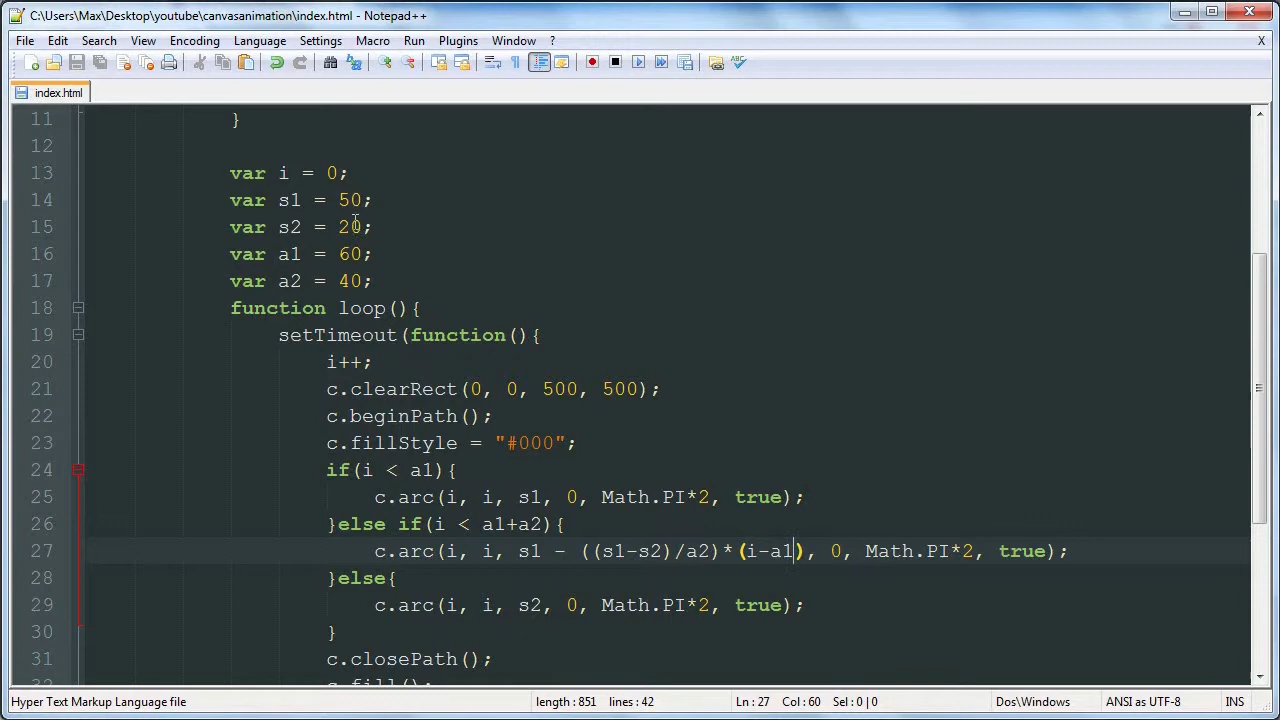 C:\Users\Max\Desktop\youtube\canvasanimation\index.html - Notepad++
File Edit Search View Encoding Language Settings Macro Run Plugins Window ? X
index.html
11 }
12
13 var i = 0;
14 var s1 = 50;
15 var s2 = 20;
16 var a1 = 60;
17 var a2 = 40;
18 function loop(){
19 setTimeout(function(){
20 i++;
21 c.clearRect(0, 0, 500, 500);
22 c.beginPath();
23 c.fillStyle = "#000";
24 if(i < a1){
25 c.arc(i, i, s1, 0, Math.PI*2, true);
26 }else if(i < a1+a2){
27 c.arc(i, i, s1 - ((s1-s2)/a2)*(i-a1), 0, Math.PI*2, true);
28 }else{
29 c.arc(i, i, s2, 0, Math.PI*2, true);
30 }
31 c.closePath();
32 c.fill();
Hyper Text Markup Language file length : 851 lines : 42 Ln : 27 Col : 60 Sel : 0 | 0 Dos\Windows ANSI as UTF-8 INS